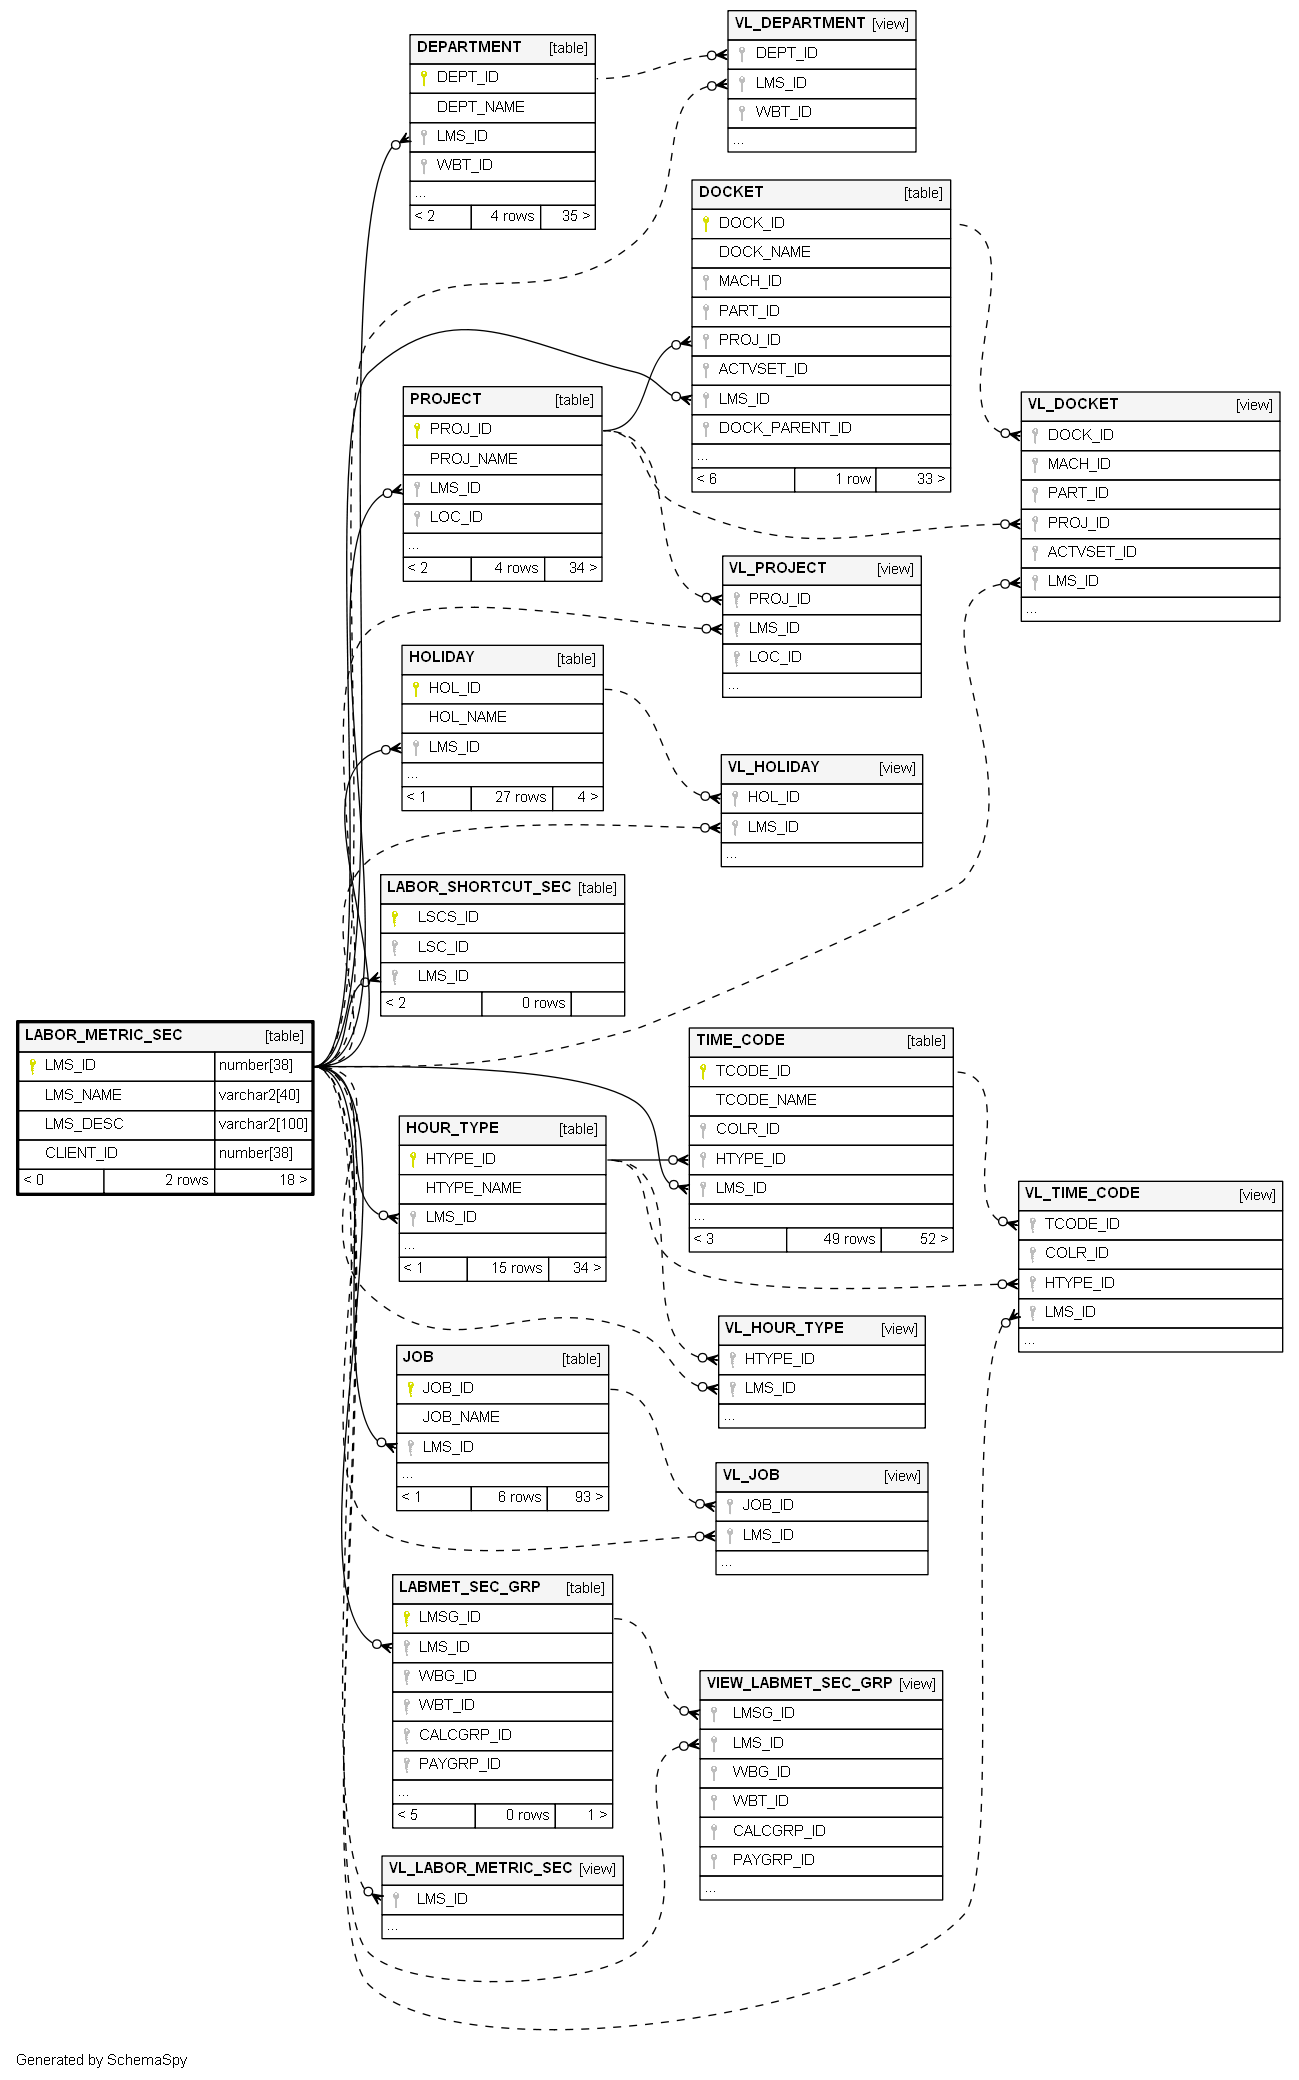 VL_DEPARTMENT [view]
DEPT_ID
LMS_ID
WBT_ID
...
DEPARTMENT [table]
DEPT_ID
DEPT_NAME
LMS_ID
WBT_ID
...
< 2 4 rows 35 >
DOCKET [table]
DOCK_ID
DOCK_NAME
MACH_ID
PART_ID
PROJ_ID
ACTVSET_ID
LMS_ID
DOCK_PARENT_ID
...
< 6 1 row 33 >
PROJECT [table]
PROJ_ID
PROJ_NAME
LMS_ID
LOC_ID
...
< 2 4 rows 34 >
VL_DOCKET [view]
DOCK_ID
MACH_ID
PART_ID
PROJ_ID
ACTVSET_ID
LMS_ID
...
VL_PROJECT [view]
PROJ_ID
LMS_ID
LOC_ID
...
HOLIDAY [table]
HOL_ID
HOL_NAME
LMS_ID
...
< 1 27 rows 4 >
VL_HOLIDAY [view]
HOL_ID
LMS_ID
...
LABOR_SHORTCUT_SEC [table]
LSCS_ID
LSC_ID
LMS_ID
< 2 0 rows
LABOR_METRIC_SEC [table]
LMS_ID number[38]
LMS_NAME varchar2[40]
LMS_DESC varchar2[100]
CLIENT_ID number[38]
< 0 2 rows 18 >
TIME_CODE [table]
TCODE_ID
TCODE_NAME
COLR_ID
HTYPE_ID
LMS_ID
...
< 3 49 rows 52 >
HOUR_TYPE [table]
HTYPE_ID
HTYPE_NAME
LMS_ID
...
< 1 15 rows 34 >
VL_TIME_CODE [view]
TCODE_ID
COLR_ID
HTYPE_ID
LMS_ID
...
VL_HOUR_TYPE [view]
HTYPE_ID
LMS_ID
...
JOB [table]
JOB_ID
JOB_NAME
LMS_ID
...
< 1 6 rows 93 >
VL_JOB [view]
JOB_ID
LMS_ID
...
LABMET_SEC_GRP [table]
LMSG_ID
LMS_ID
WBG_ID
WBT_ID
CALCGRP_ID
PAYGRP_ID
...
< 5 0 rows 1 >
VIEW_LABMET_SEC_GRP [view]
LMSG_ID
LMS_ID
WBG_ID
WBT_ID
CALCGRP_ID
PAYGRP_ID
...
VL_LABOR_METRIC_SEC [view]
LMS_ID
...
Generated by SchemaSpy